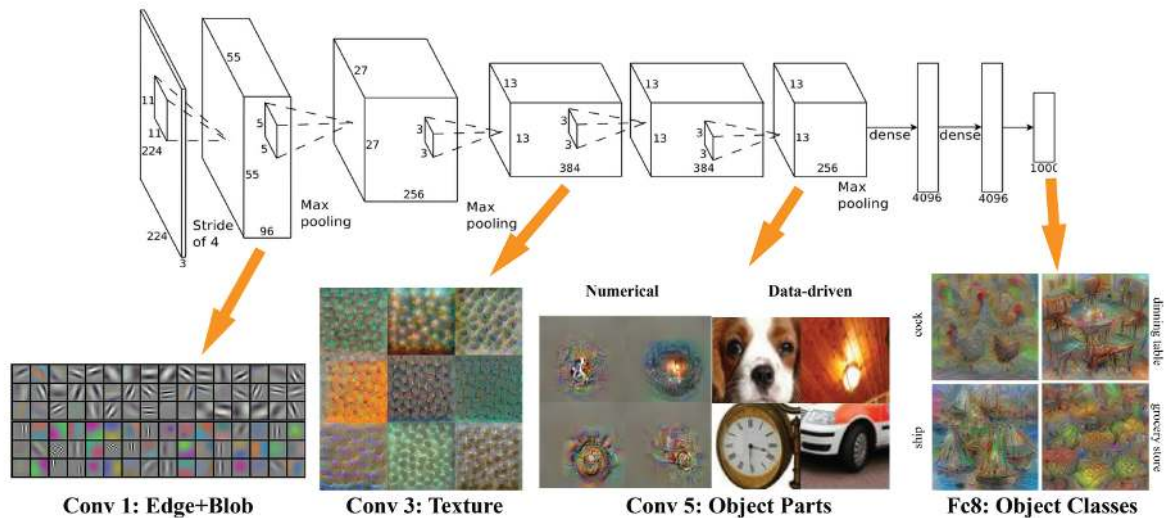 55
27
13
13
13
11
11
5
5
3
3
3
3
3
3
55
27
13
13
13
dense
dense
224
384
384
256
1000
256
Max
pooling
Max
pooling
Max
pooling
4096
4096
224
Stride
of 4
96
3
Numerical
Data-driven
cock
dinning table
ship
grocery store
Conv 1: Edge+Blob
Conv 3: Texture
Conv 5: Object Parts
Fc8: Object Classes